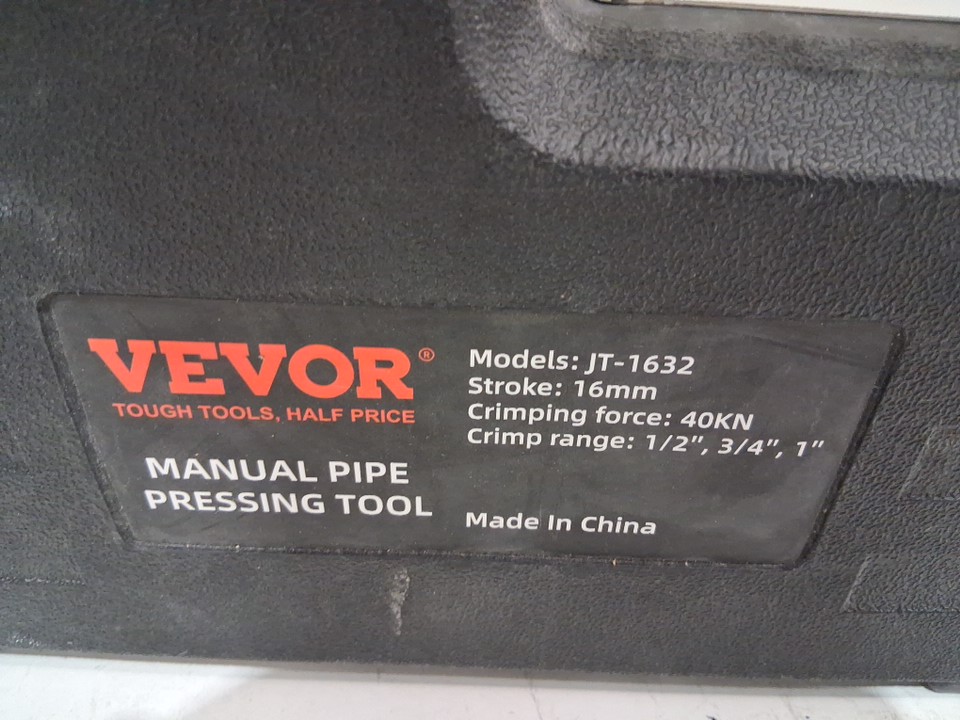 VEVOR®
TOUGH TOOLS, HALF PRICE
MANUAL PIPE
PRESSING TOOL
Models: JT-1632
Stroke: 16mm
Crimping force: 40KN
Crimp range: 1/2", 3/4", 1"
Made In China